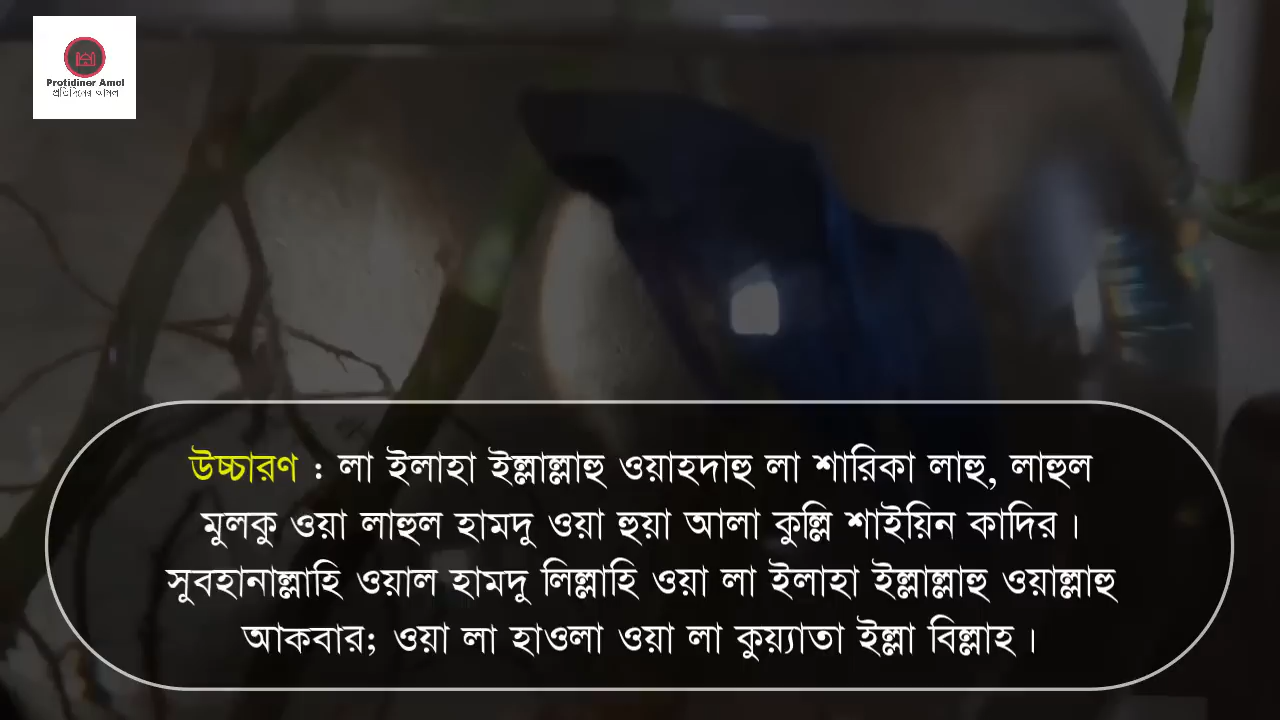 Protidiner Amol
প্রতিদিনের আমল
উচ্চারণ : লা ইলাহা ইল্লাল্লাহু ওয়াহদাহু লা শারিকা লাহু, লাহুল
মুলকু ওয়া লাহুল হামদু ওয়া হুয়া আলা কুল্লি শাইয়িন কাদির।
সুবহানাল্লাহি ওয়াল হামদু লিল্লাহি ওয়া লা ইলাহা ইল্লাল্লাহু ওয়াল্লাহু
আকবার; ওয়া লা হাওলা ওয়া লা কুয়্যাতা ইল্লা বিল্লাহ।